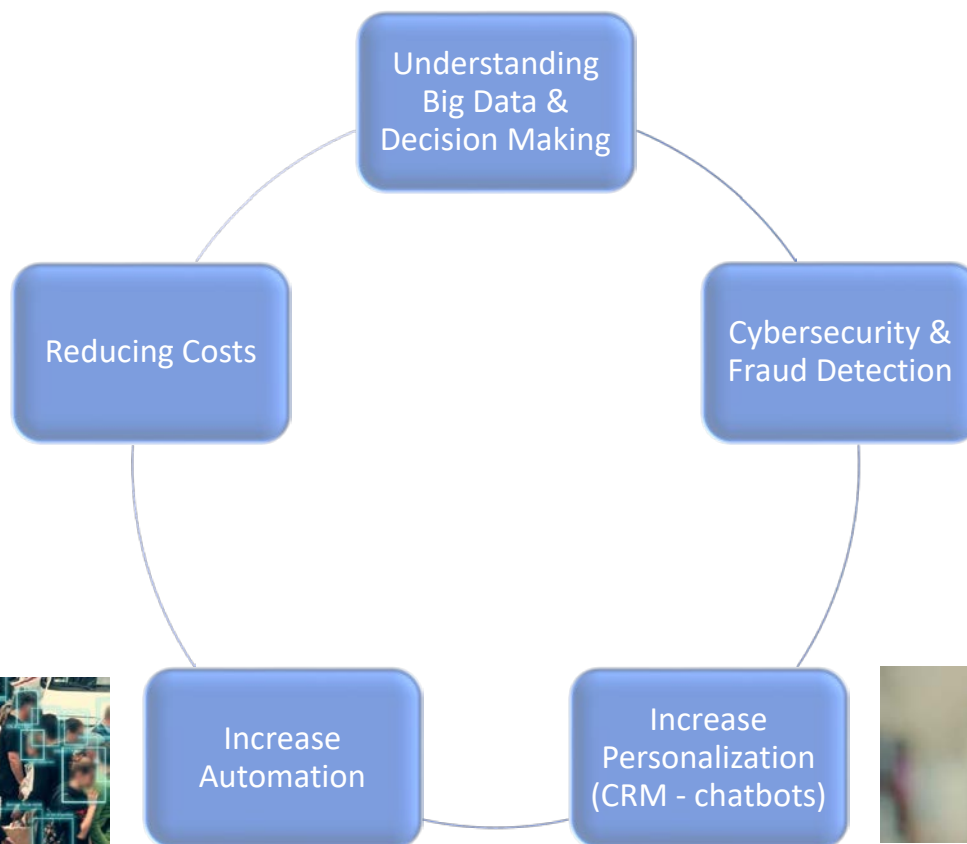 Understanding
Big Data &
Decision Making
Cybersecurity &
Fraud Detection
Increase
Personalization
(CRM - chatbots)
Increase
Automation
Reducing Costs